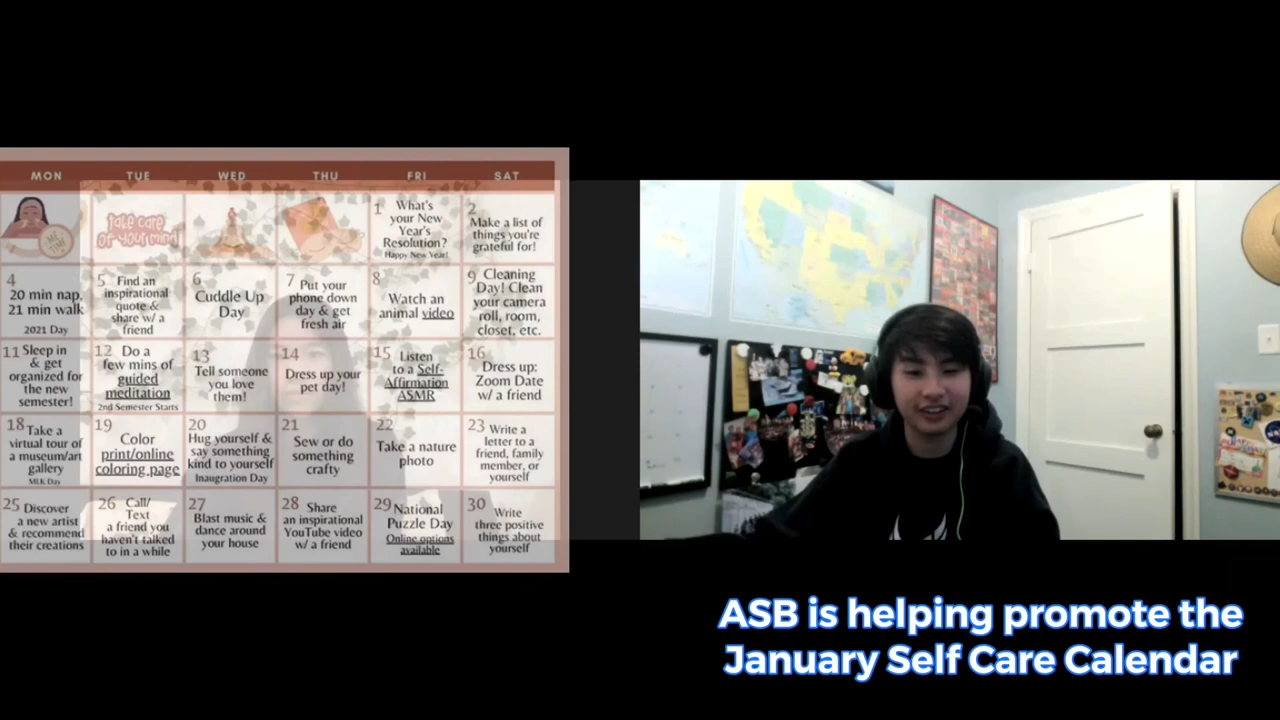 MON TUE WED THU FRI SAT
take care
of your mind
ME
TIME
1 What's
your New
Year's
Resolution?
Happy New Year!
2
Make a list of
things you're
grateful for!
4
20 min nap,
21 min walk
2021 Day
5 Find an
inspirational
quote &
share w/ a
friend
6
Cuddle Up
Day
7 Put your
phone down
day & get
fresh air
8
Watch an
animal video
9 Cleaning
Day! Clean
your camera
roll, room,
closet, etc.
11 Sleep in
& get
organized for
the new
semester!
12 Do a
few mins of
guided
meditation
2nd Semester Starts
13
Tell someone
you love
them!
14
Dress up your
pet day!
15 Listen
to a Self-
Affirmation
ASMR
16
Dress up:
Zoom Date
w/ a friend
18 Take a
virtual tour of
a museum/art
gallery
MLK Day
19
Color
print/online
coloring page
20
Hug yourself &
say something
kind to yourself
Inaugration Day
21
Sew or do
something
crafty
22
Take a nature
photo
23 Write a
letter to a
friend, family
member, or
yourself
25 Discover
a new artist
& recommend
their creations
26 Call/
Text
a friend you
haven't talked
to in a while
27
Blast music &
dance around
your house
28 Share
an inspirational
YouTube video
w/ a friend
29 National
Puzzle Day
Online options
available
30 Write
three positive
things about
yourself
ASB is helping promote the
January Self Care Calendar